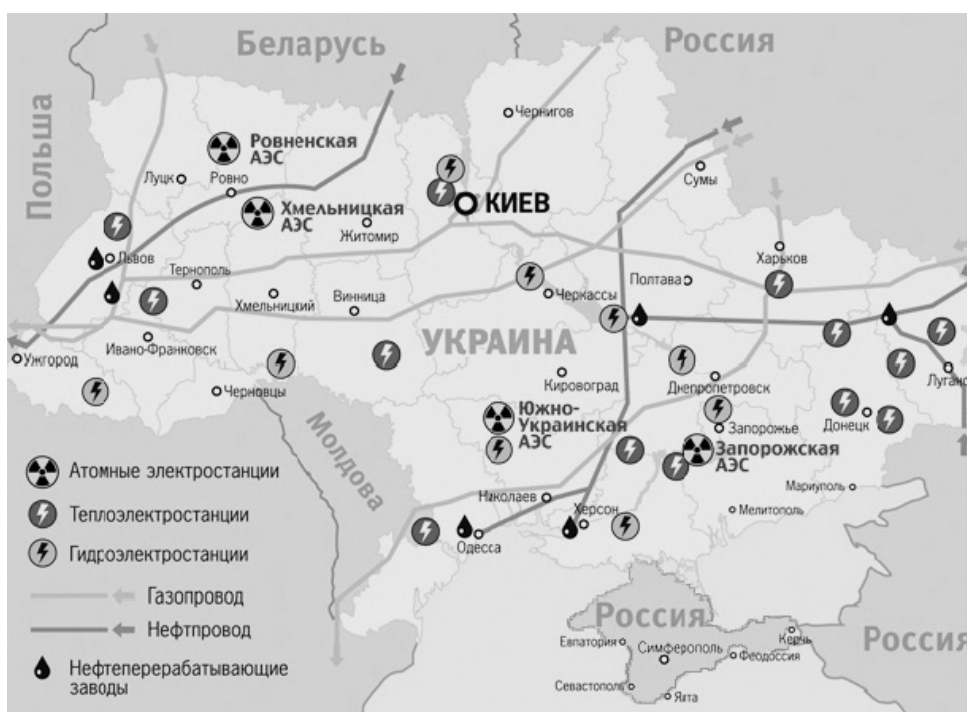 Беларусь
Россия
Польша
Чернигов
Ровненская
АЭС
Луцк
Ровно
Сумы
КИЕВ
Хмельницкая
АЭС
Житомир
Львов
Харьков
Тернополь
Полтава
Хмельницкий
Винница
Черкассы
УКРАИНА
Ивано-Франковск
Ужгород
Черновцы
Кировоград
Днепропетровск
Луганс
Молдова
Южно-
Украинская
АЭС
Запорожье
Донецк
Запорожская
АЭС
Мариуполь
Николаев
Мелитополь
Херсон
Одесса
Атомные электростанции
Теплоэлектростанции
Гидроэлектростанции
Газопровод
Нефтпровод
Нефтеперерабатывающие
заводы
Россия
Россия
Керчь
Евпатория
Симферополь
Феодоссия
Севастополь
Ялта